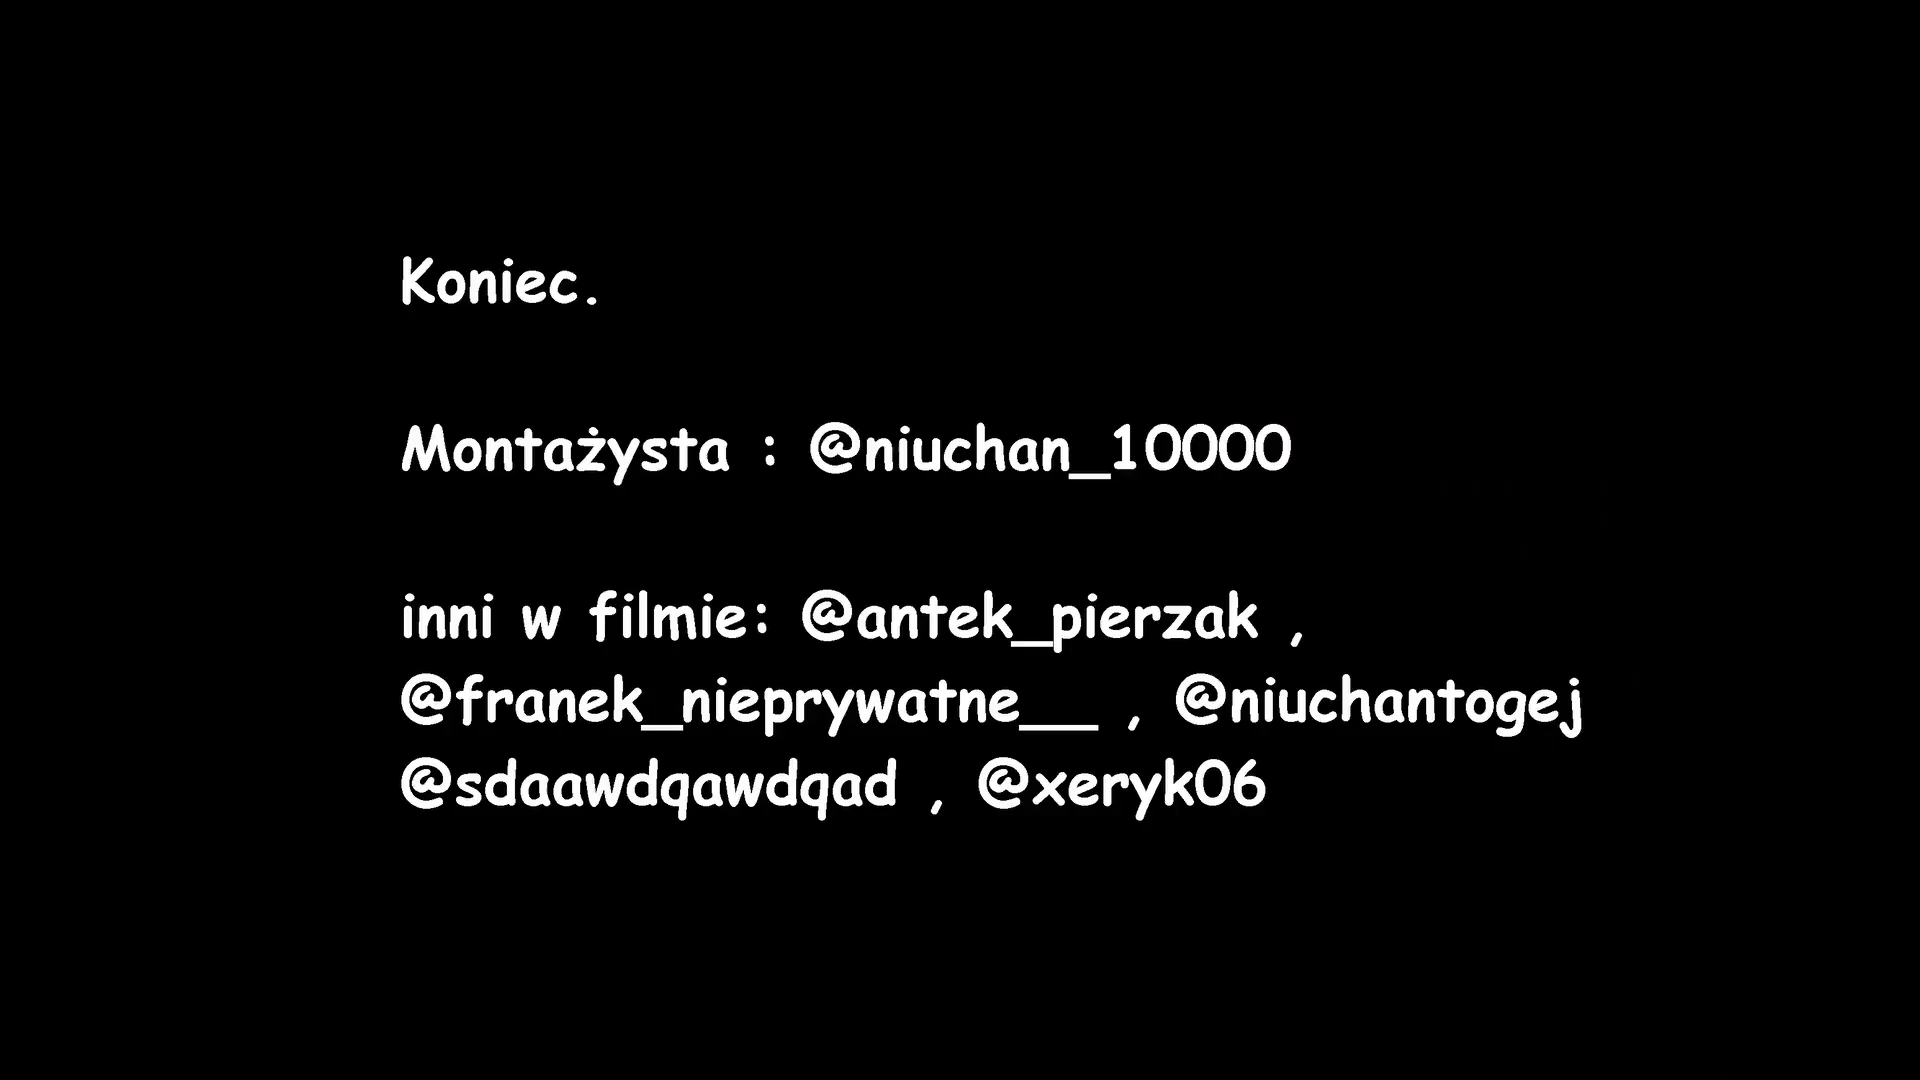 Koniec.
Montażysta : @niuchan_10000
inni w filmie: @antek_pierzak ,
@franek_nieprywatne__ , @niuchantogej
@sdaawdqawdqad , @xeryk06